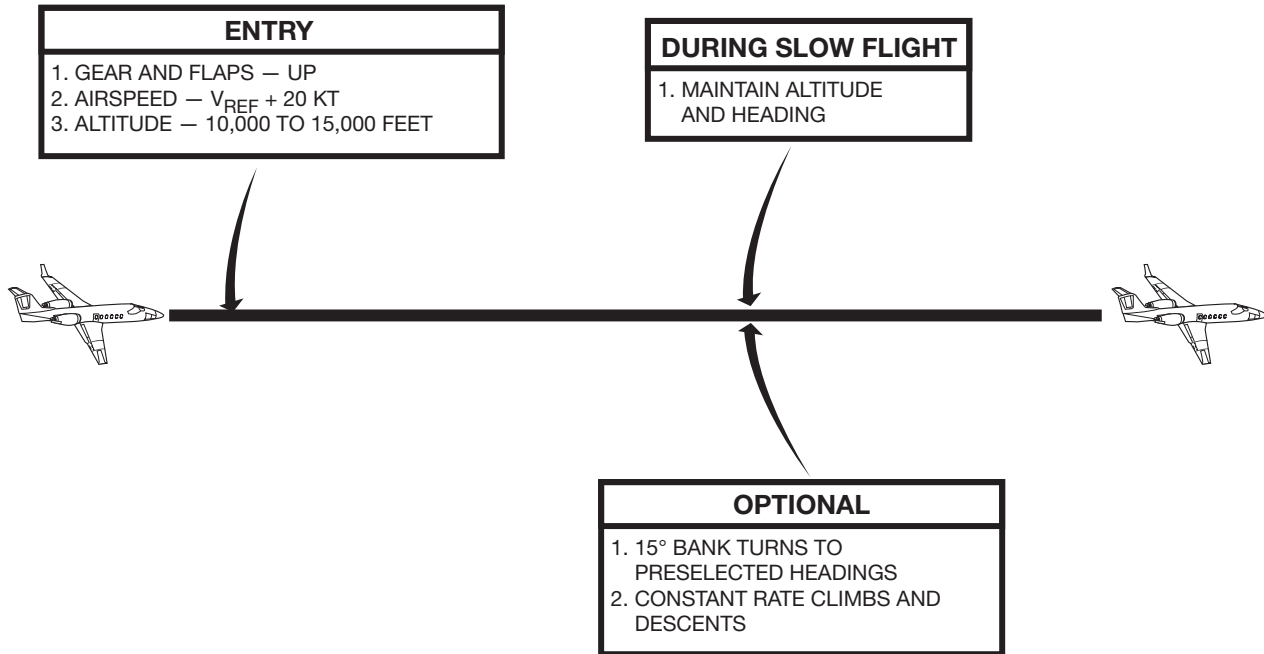 ENTRY
1. GEAR AND FLAPS — UP
2. AIRSPEED — VREF + 20 KT
3. ALTITUDE — 10,000 TO 15,000 FEET
DURING SLOW FLIGHT
1. MAINTAIN ALTITUDE
AND HEADING
OPTIONAL
1. 15° BANK TURNS TO
PRESELECTED HEADINGS
2. CONSTANT RATE CLIMBS AND
DESCENTS